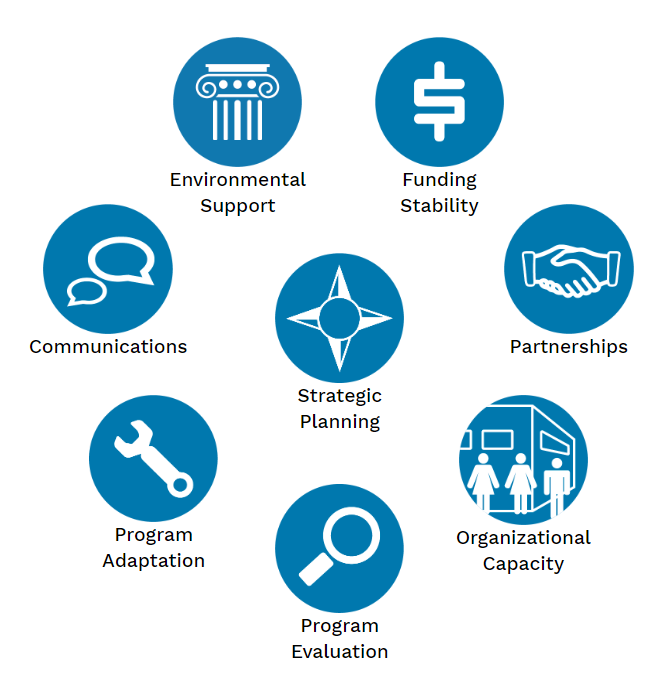 Environmental
Support
Funding
Stability
Communications
Partnerships
Strategic
Planning
Program
Adaptation
Organizational
Capacity
Program
Evaluation